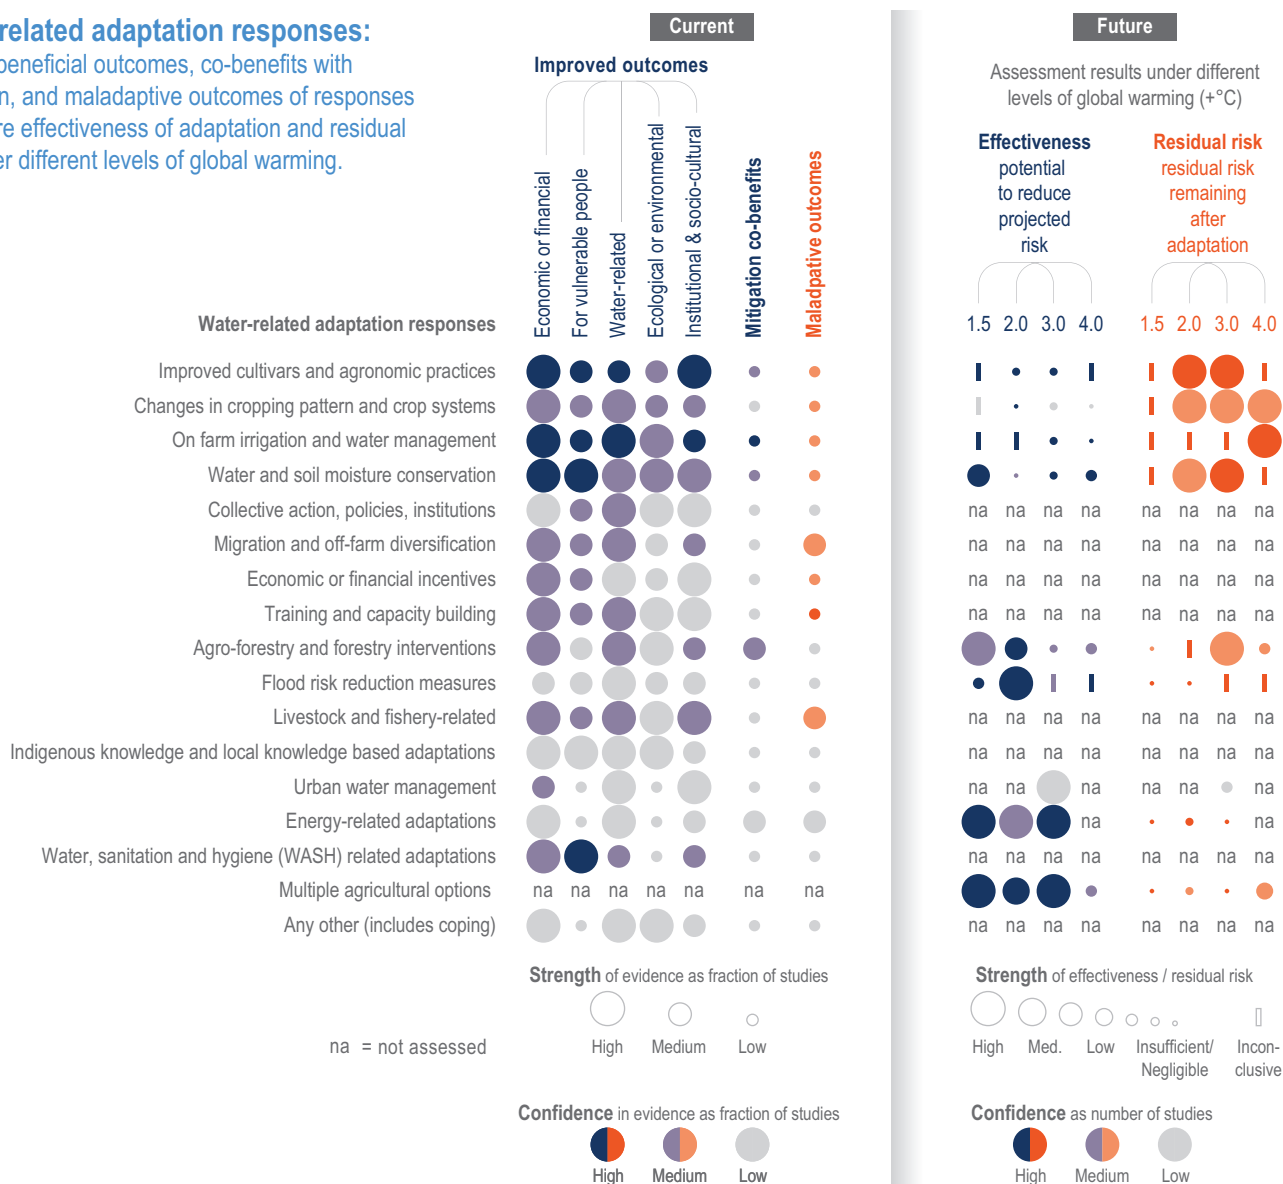 related adaptation responses:
beneficial outcomes, co-benefits with
n, and maladaptive outcomes of responses
re effectiveness of adaptation and residual
er different levels of global warming.
Current
Improved outcomes
Economic or financial
For vulnerable people
Water-related
Ecological or environmental
Institutional & socio-cultural
Mitigation co-benefits
Maladpative outcomes
Future
Assessment results under different
levels of global warming (+°C)
Effectiveness
potential
to reduce
projected
risk
Residual risk
residual risk
remaining
after
adaptation
Water-related adaptation responses
1.5 2.0 3.0 4.0 1.5 2.0 3.0 4.0
Improved cultivars and agronomic practices
Changes in cropping pattern and crop systems
On farm irrigation and water management
Water and soil moisture conservation
Collective action, policies, institutions na na na na na na na na
Migration and off-farm diversification na na na na na na na na
Economic or financial incentives na na na na na na na na
Training and capacity building na na na na na na na na
Agro-forestry and forestry interventions
Flood risk reduction measures
Livestock and fishery-related na na na na na na na na
Indigenous knowledge and local knowledge based adaptations na na na na na na na na
Urban water management na na na na na na
Energy-related adaptations na na
Water, sanitation and hygiene (WASH) related adaptations na na na na na na na na
Multiple agricultural options na na na na na na na
Any other (includes coping) na na na na na na na na
Strength of evidence as fraction of studies
High Medium Low
na = not assessed
Confidence in evidence as fraction of studies
High Medium Low
Strength of effectiveness / residual risk
High Med. Low Insufficient/ Incon-
Negligible clusive
Confidence as number of studies
High Medium Low